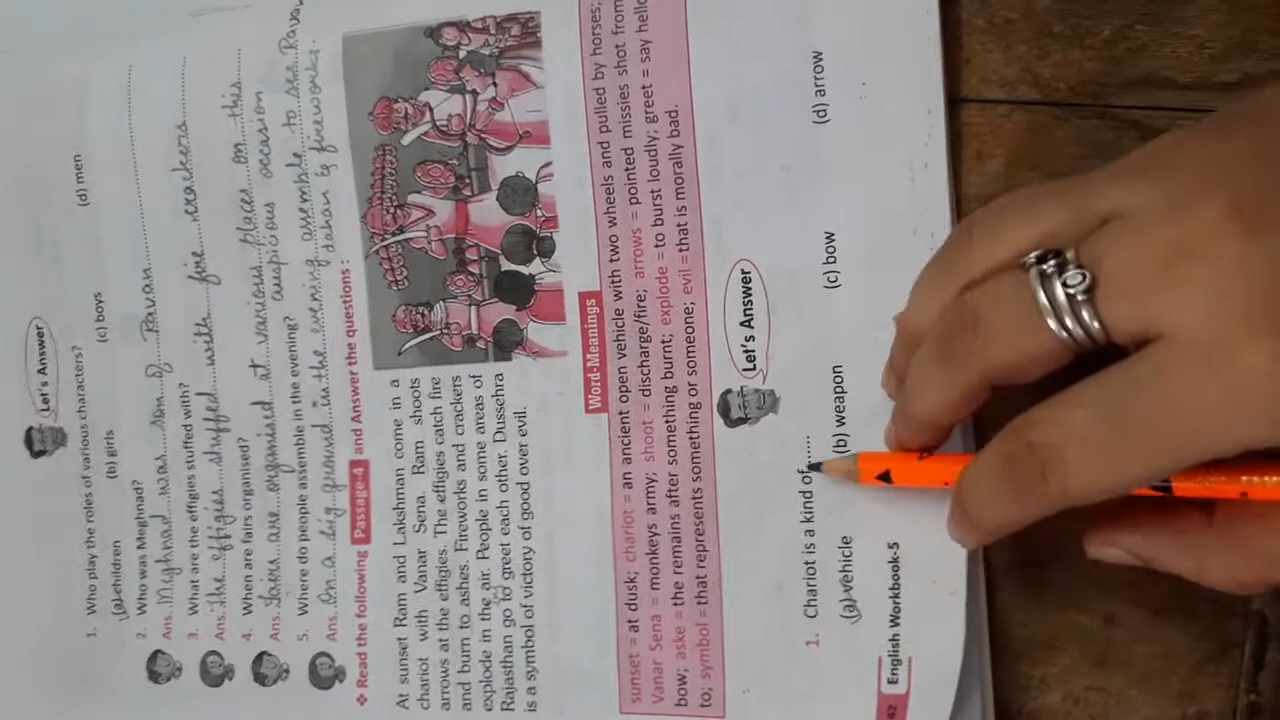 Let's Answer
1. Who play the roles of various characters?
(a) children (b) girls (c) boys (d) men
2. Who was Meghnad?
Ans. Meghnad was son of Ravan
3. What are the effigies stuffed with?
Ans. The effigies stuffed with fire crackers
4. When are fairs organised?
Ans. fairs are organised at various places on this
auspicious occasion
5. Where do people assemble in the evening?
Ans. On a big ground in the evening assemble to see Ravan
dahan & fireworks.
❖ Read the following Passage-4 and Answer the questions :
At sunset Ram and Lakshman come in a
chariot with Vanar Sena. Ram shoots
arrows at the effigies. The effigies catch fire
and burn to ashes. Fireworks and crackers
explode in the air. People in some areas of
Rajasthan go to greet each other. Dussehra
is a symbol of victory of good over evil.
Word-Meanings
sunset = at dusk; chariot = an ancient open vehicle with two wheels and pulled by horses;
Vanar Sena = monkeys army; shoot = discharge/fire; arrows = pointed missies shot from
bow; aske = the remains after something burnt; explode = to burst loudly; greet = say hello
to; symbol = that represents something or someone; evil = that is morally bad.
Let's Answer
1. Chariot is a kind of.......
(a) vehicle (b) weapon (c) bow (d) arrow
42 English Workbook-5